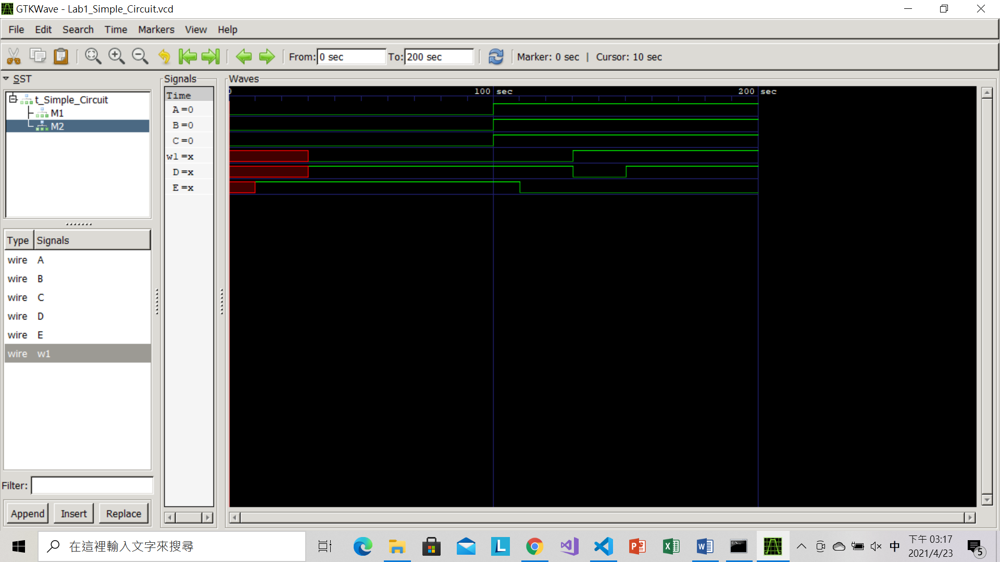 GTKWave - Lab1_Simple_Circuit.vcd
File Edit Search Time Markers View Help
From: 0 sec To: 200 sec Marker: 0 sec | Cursor: 10 sec
SST
t_Simple_Circuit
M1
M2
Type Signals
wire A
wire B
wire C
wire D
wire E
wire w1
Filter:
Append Insert Replace
Signals
Time
A =0
B =0
C =0
w1 =x
D =x
E =x
Waves
0 100 sec 200 sec
在這裡輸入文字來搜尋
中
下午 03:17
2021/4/23
5